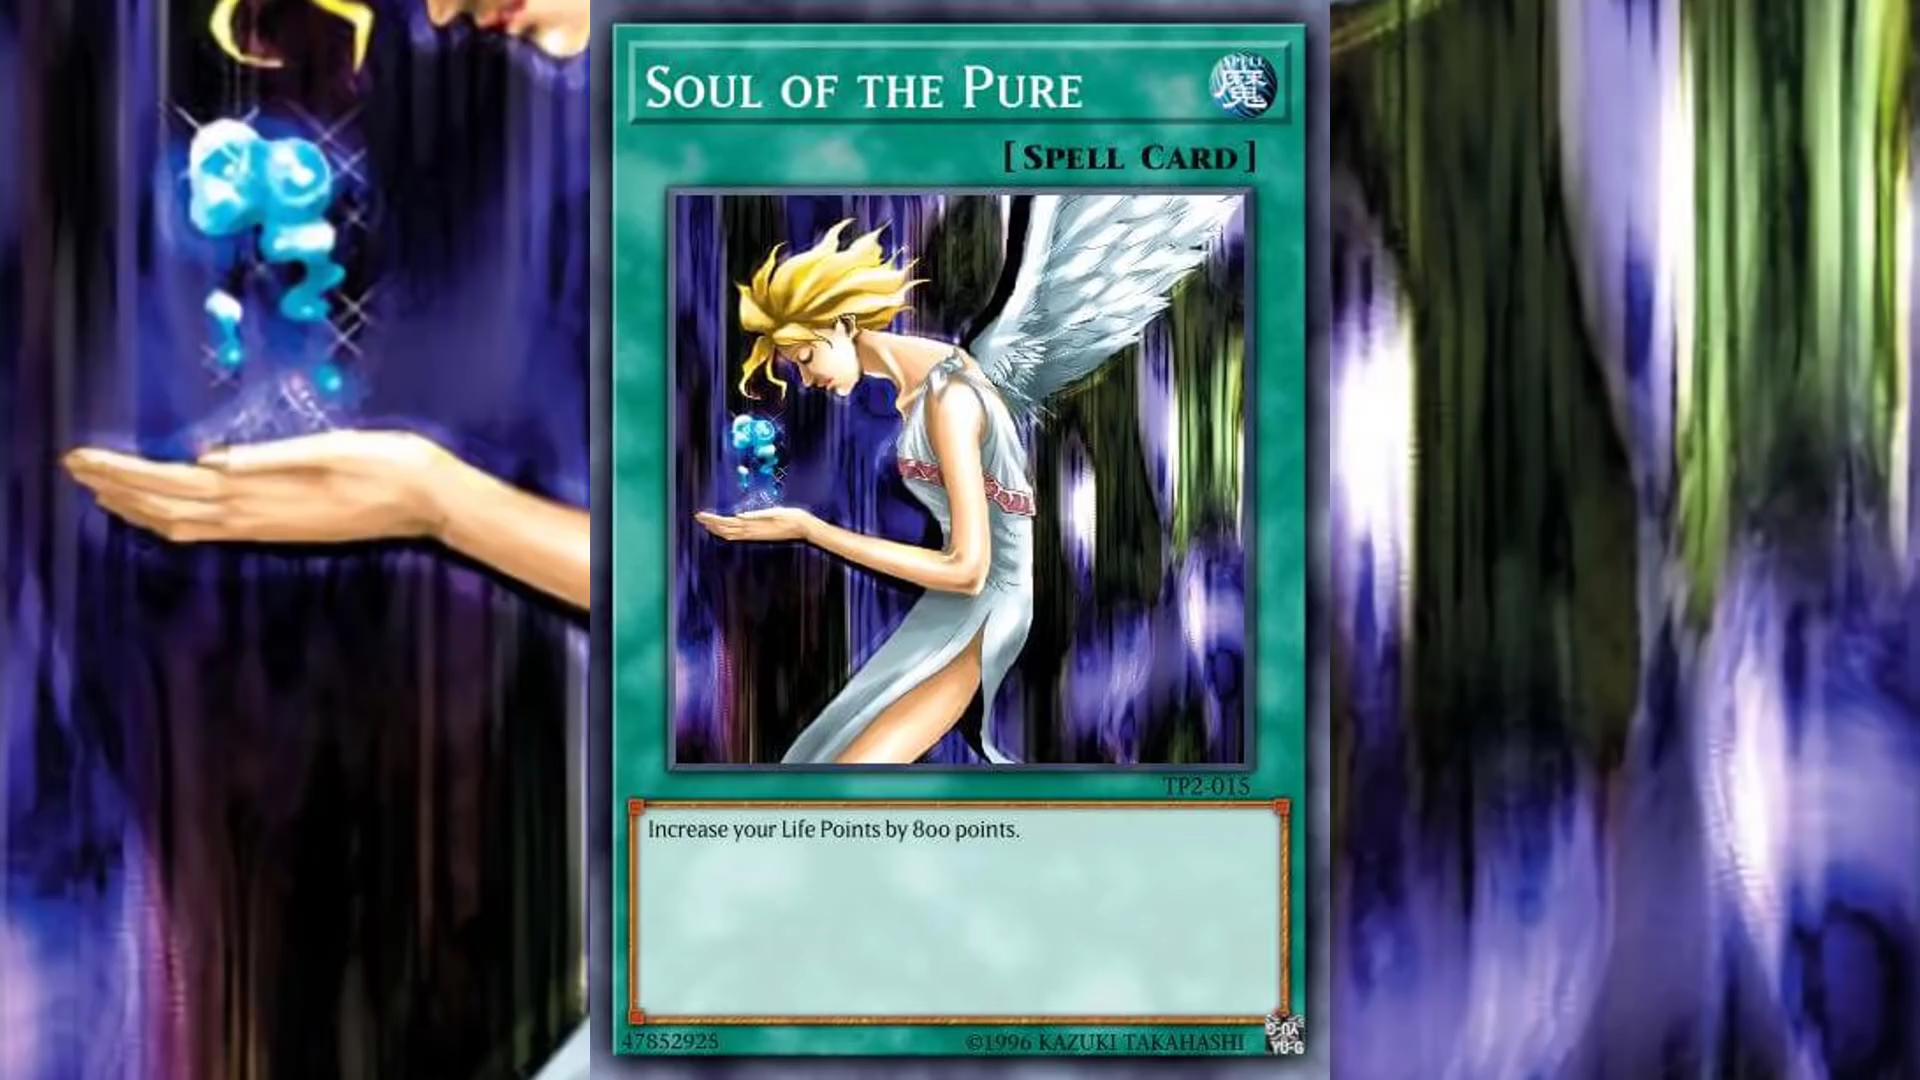 SOUL OF THE PURE
SPELL
魔
[SPELL CARD]
TP2-015
Increase your Life Points by 800 points.
47852925
©1996 KAZUKI TAKAHASHI